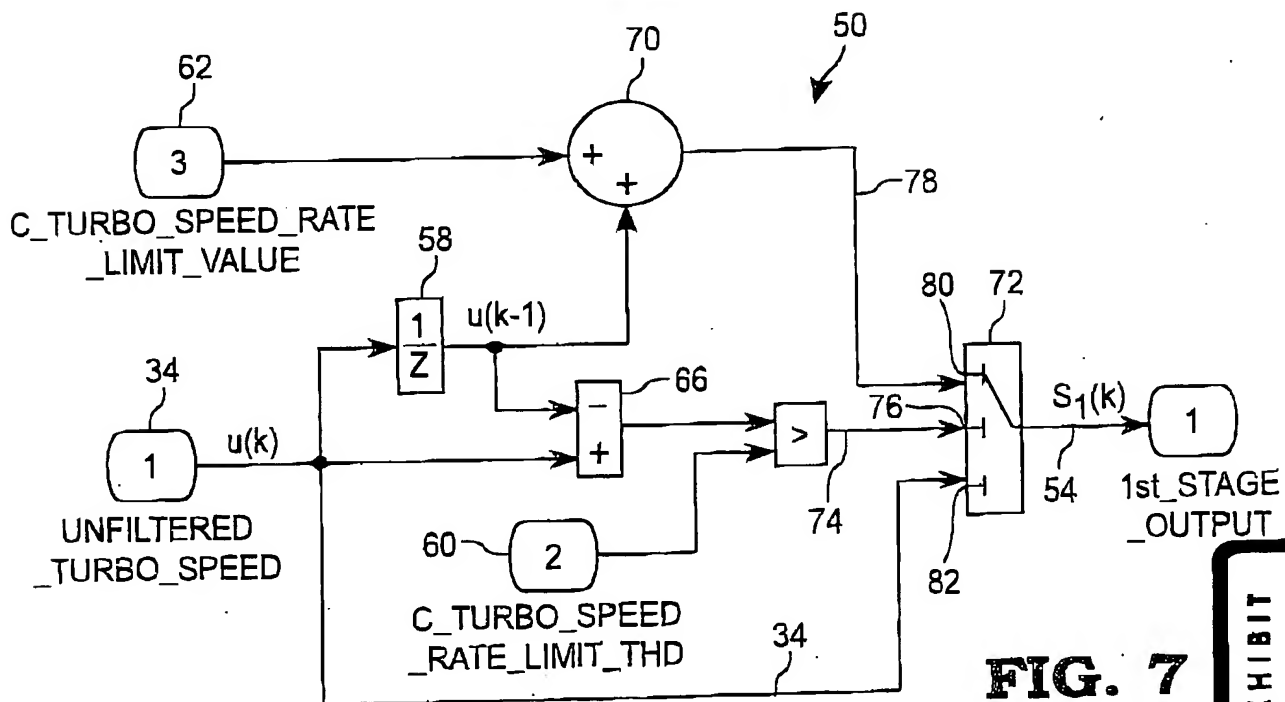 50
70
62
3
+
+
78
C_TURBO_SPEED_RATE
_LIMIT_VALUE
58
80
72
1
Z
u(k-1)
34
66
−
76
S1(k)
1
u(k)
>
1
+
54
UNFILTERED
_TURBO_SPEED
74
1st_STAGE
_OUTPUT
60
2
82
C_TURBO_SPEED
_RATE_LIMIT_THD
34
FIG. 7